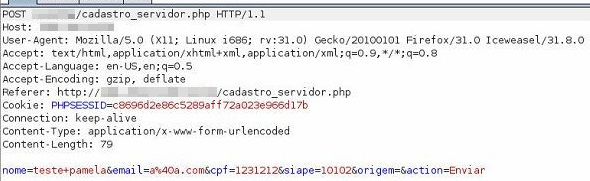 POST /cadastro_servidor.php HTTP/1.1
Host:
User-Agent: Mozilla/5.0 (X11; Linux i686; rv:31.0) Gecko/20100101 Firefox/31.0 Iceweasel/31.8.0
Accept: text/html,application/xhtml+xml,application/xml;q=0.9,*/*;q=0.8
Accept-Language: en-US,en;q=0.5
Accept-Encoding: gzip, deflate
Referer: http:///cadastro_servidor.php
Cookie: PHPSESSID=c8696d2e86c5289aff72a023e966d17b
Connection: keep-alive
Content-Type: application/x-www-form-urlencoded
Content-Length: 79
nome=teste+pamela&email=a%40a.com&cpf=1231212&siape=10102&origem=&action=Enviar